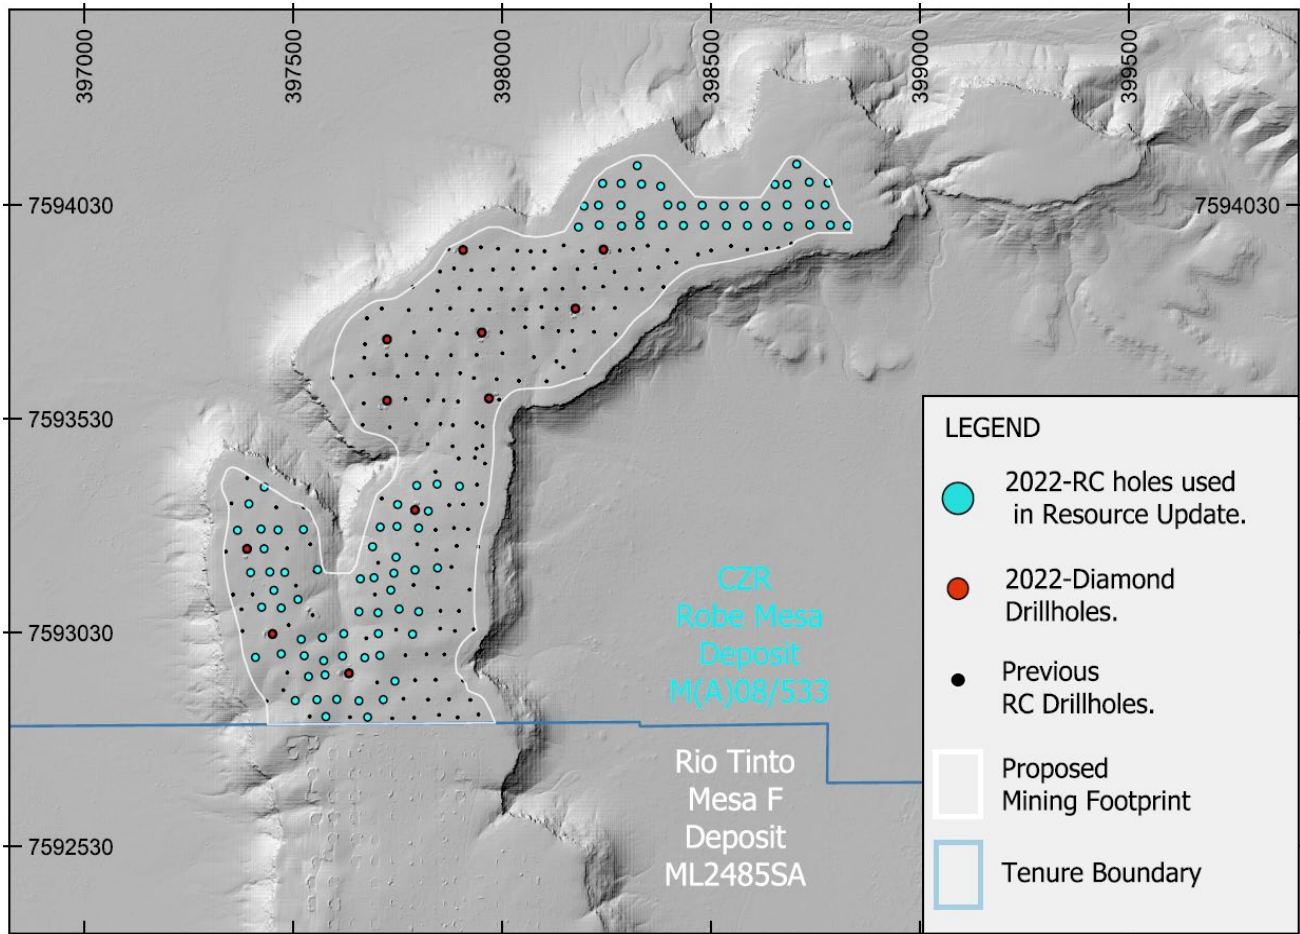 397000
397500
398000
398500
399000
399500
7594030
7594030
7593530
7593030
7592530
CZR
Robe Mesa
Deposit
M(A)08/533
Rio Tinto
Mesa F
Deposit
ML2485SA
LEGEND
2022-RC holes used
in Resource Update.
2022-Diamond
Drillholes.
Previous
RC Drillholes.
Proposed
Mining Footprint
Tenure Boundary